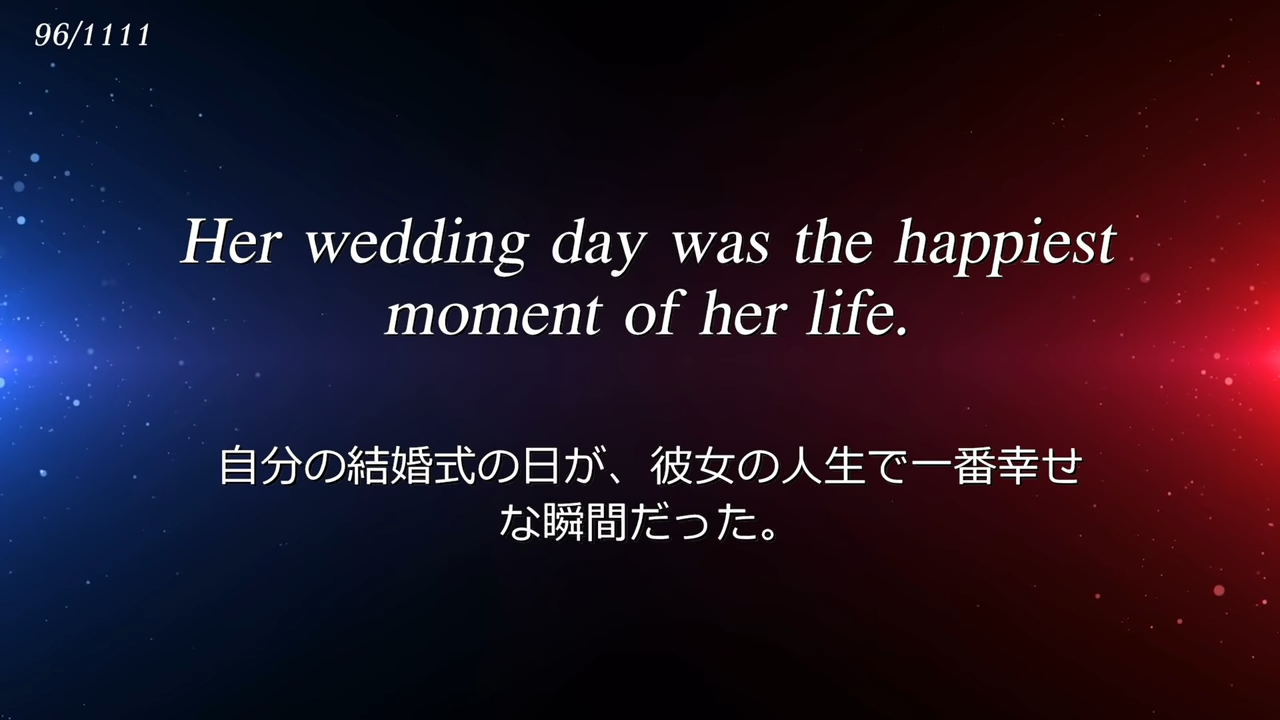 96/1111
Her wedding day was the happiest
moment of her life.
自分の結婚式の日が、彼女の人生で一番幸せ
な瞬間だった。